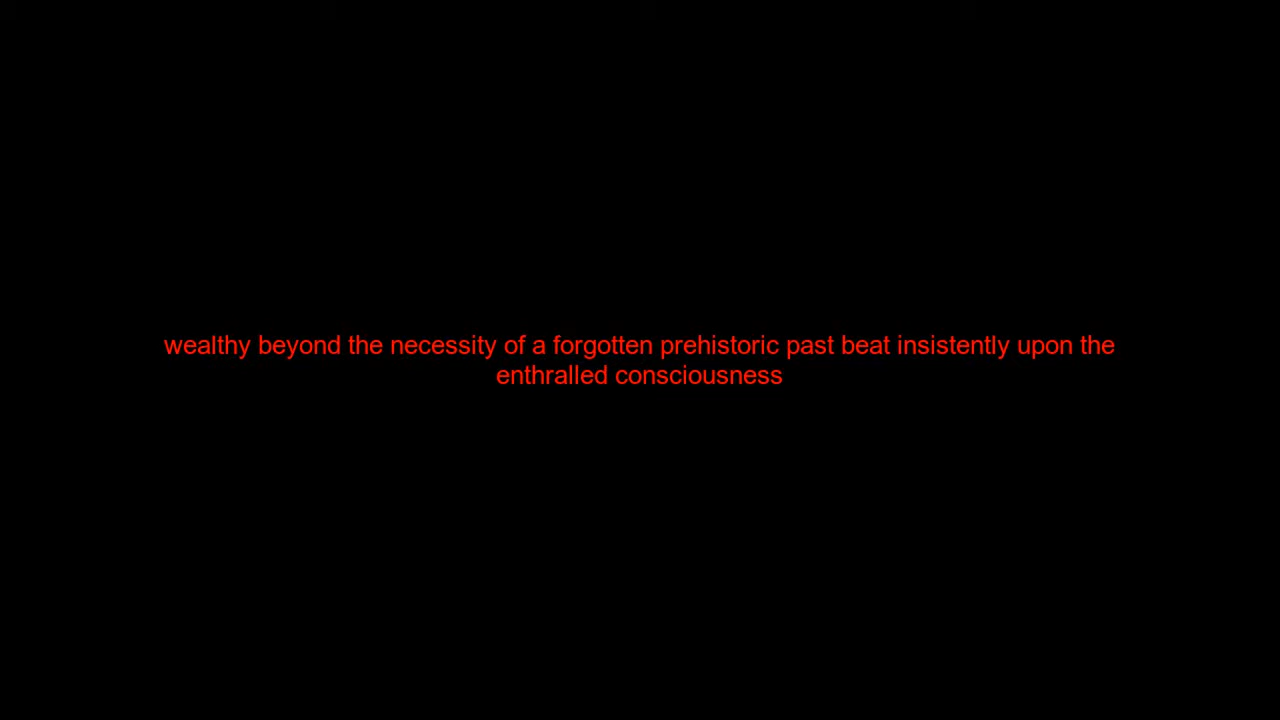 wealthy beyond the necessity of a forgotten prehistoric past beat insistently upon the
enthralled consciousness